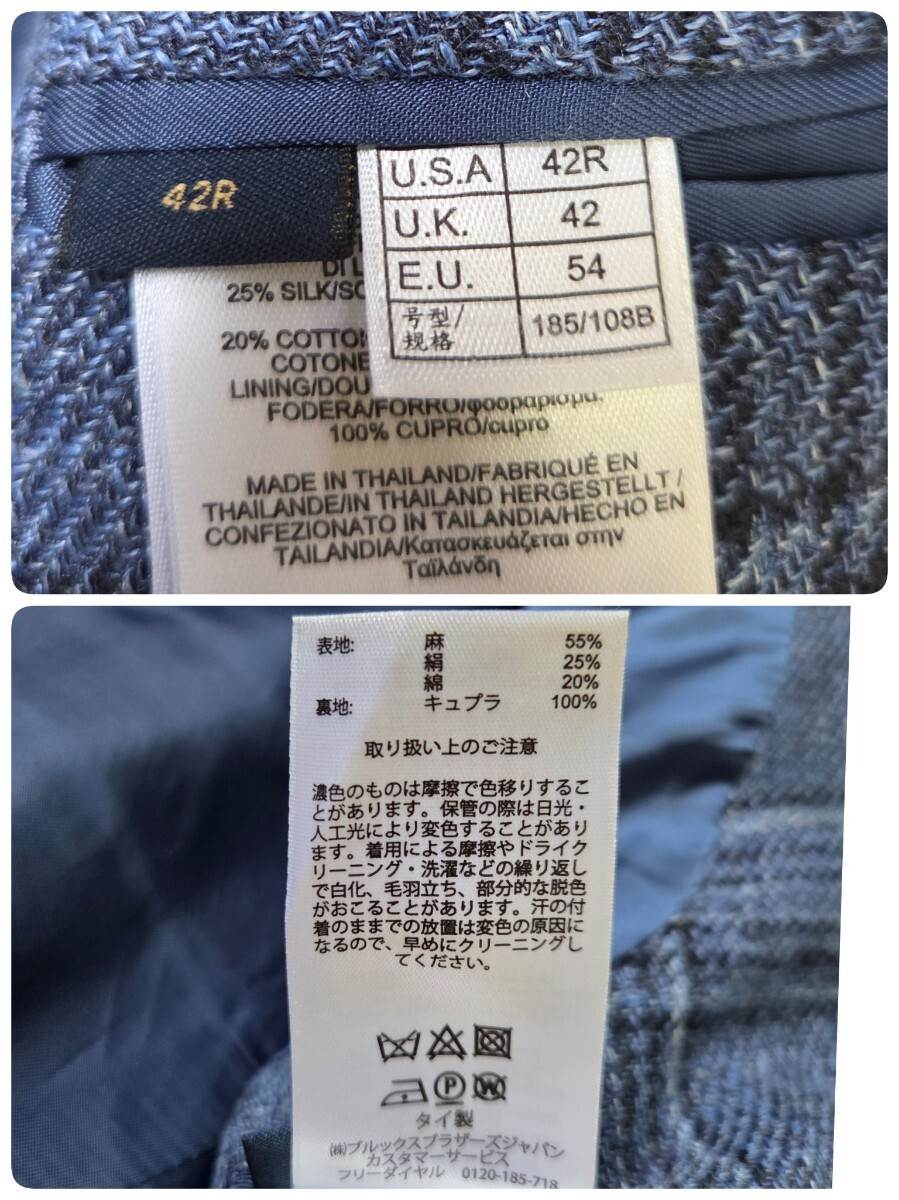 42R
U.S.A 42R
U.K. 42
E.U. 54
号型/规格 185/108B
25% SILK
20%
LINING
FODERA/FORRO/φοδράρισμα:
100% CUPRO/cupro
MADE IN THAILAND/FABRIQUÉ EN
THAILANDE/IN THAILAND HERGESTELLT /
CONFEZIONATO IN TAILANDIA/HECHO EN
TAILANDIA/Κατασκευάζεται στην
Ταϊλάνδη
表地: 麻 55%
絹 25%
綿 20%
裏地: キュプラ 100%
取り扱い上のご注意
濃色のものは摩擦で色移りするこ
とがあります。保管の際は日光・
人工光により変色することがあり
ます。着用による摩擦やドライク
リーニング・洗濯などの繰り返し
で白化、毛羽立ち、部分的な脱色
がおこることがあります。汗の付
着のままでの放置は変色の原因に
なるので、早めにクリーニングし
てください。
P
W
タイ製
㈱ブルックスブラザーズジャパン
カスタマーサービス
フリーダイヤル 0120-185-718